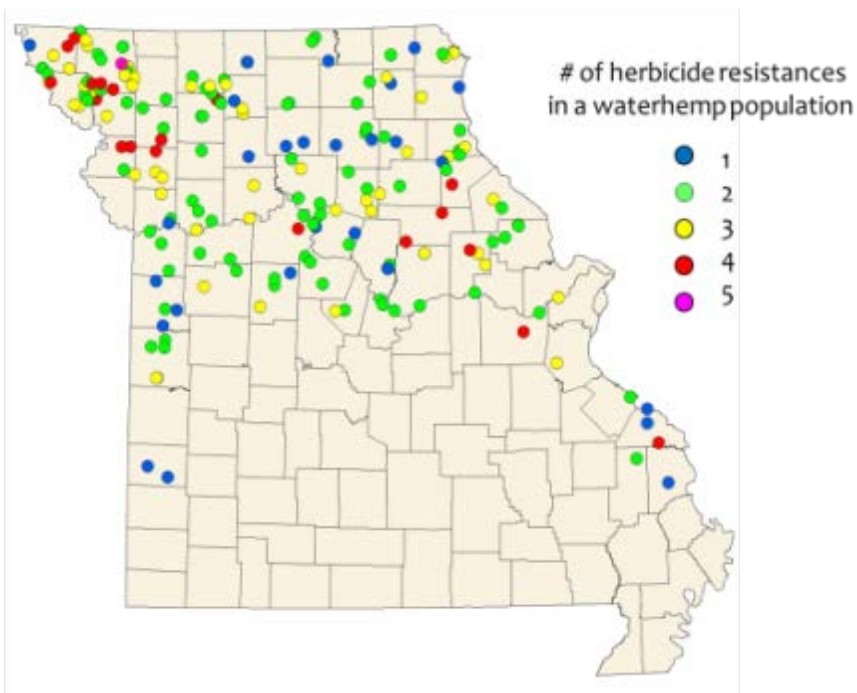 # of herbicide resistances
in a waterhemp population
1
2
3
4
5